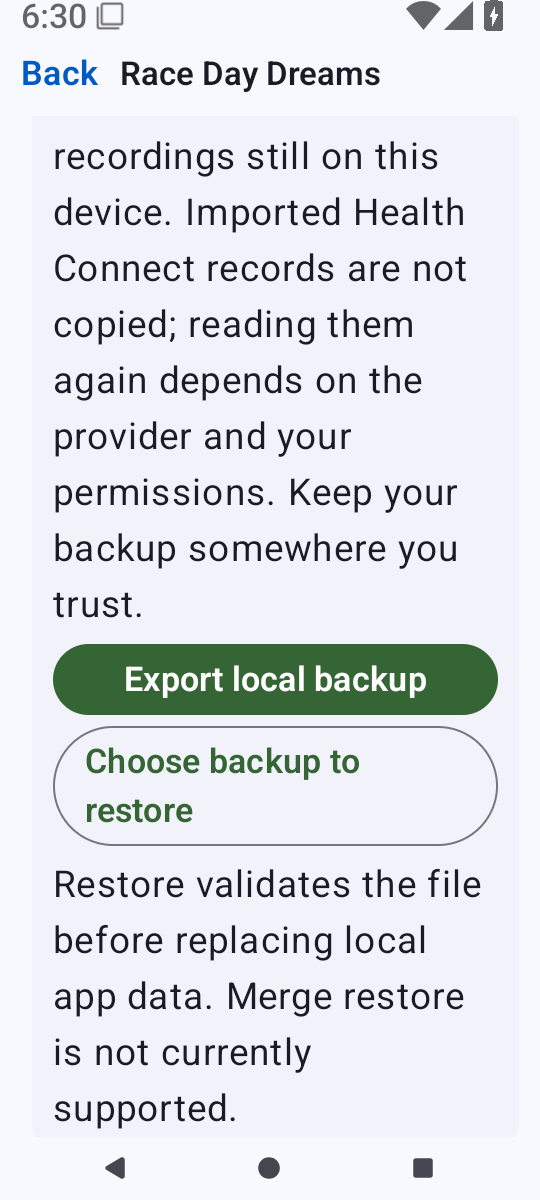 6:30
Back Race Day Dreams
recordings still on this
device. Imported Health
Connect records are not
copied; reading them
again depends on the
provider and your
permissions. Keep your
backup somewhere you
trust.
Export local backup
Choose backup to
restore
Restore validates the file
before replacing local
app data. Merge restore
is not currently
supported.